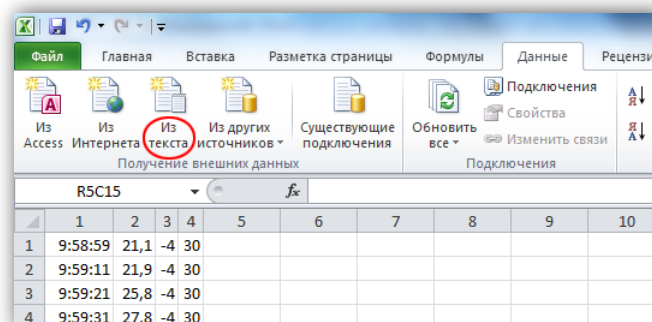 Файл Главная Вставка Разметка страницы Формулы Данные Рецензи
Из Access Из Интернета Из текста Из других источников Существующие подключения Обновить все Подключения
Свойства
Изменить связи
Получение внешних данных Подключения
R5C15 fx
1 2 3 4 5 6 7 8 9 10
1 9:58:59 21,1 -4 30
2 9:59:11 21,9 -4 30
3 9:59:21 25,8 -4 30
4 9:59:31 27,8 -4 30